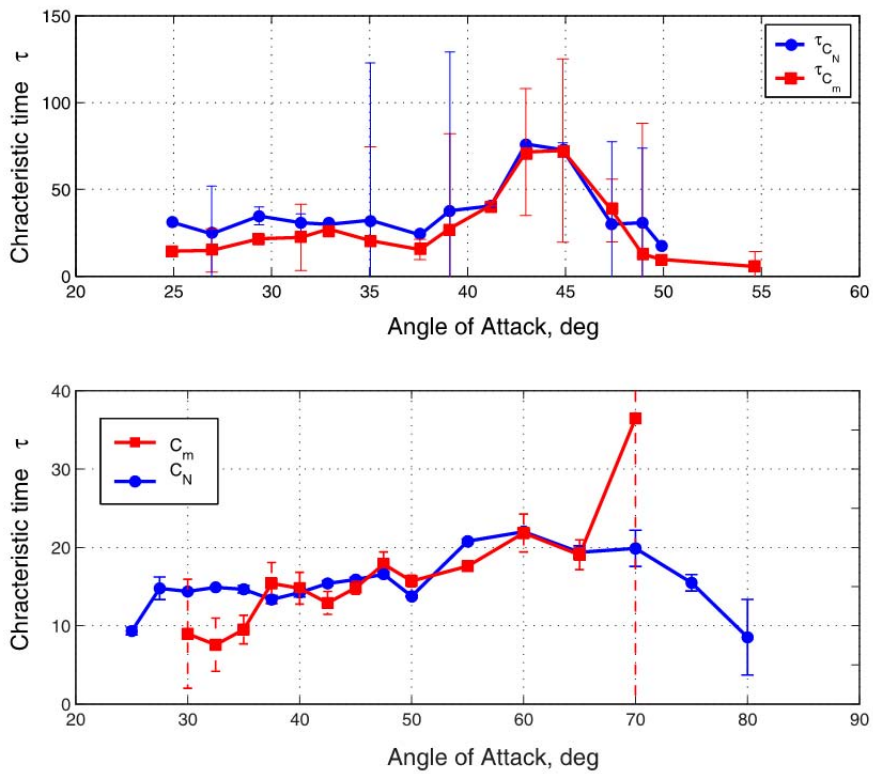 150
100
50
0
Chracteristic time τ
τ_C_N
τ_C_m
20 25 30 35 40 45 50 55 60
Angle of Attack, deg
40
30
20
10
0
Chracteristic time τ
C_m
C_N
20 30 40 50 60 70 80 90
Angle of Attack, deg